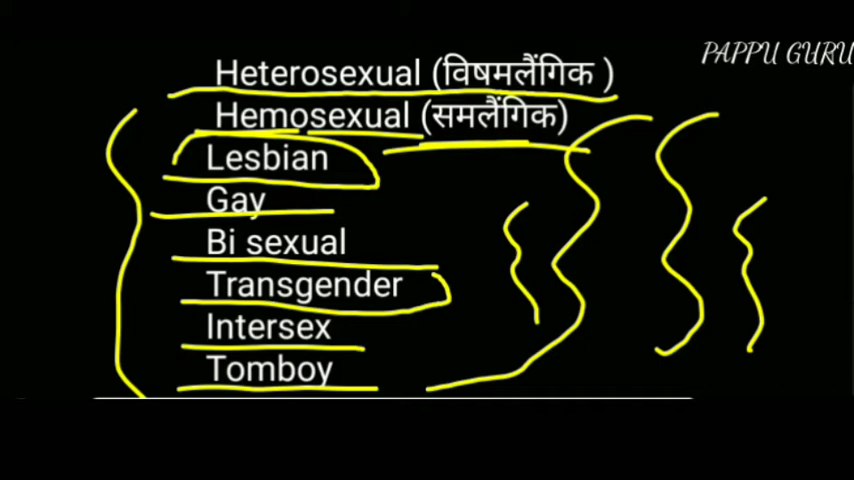 PAPPU GURU
Heterosexual (विषमलैंगिक )
Hemosexual (समलैंगिक)
Lesbian
Gay
Bi sexual
Transgender
Intersex
Tomboy